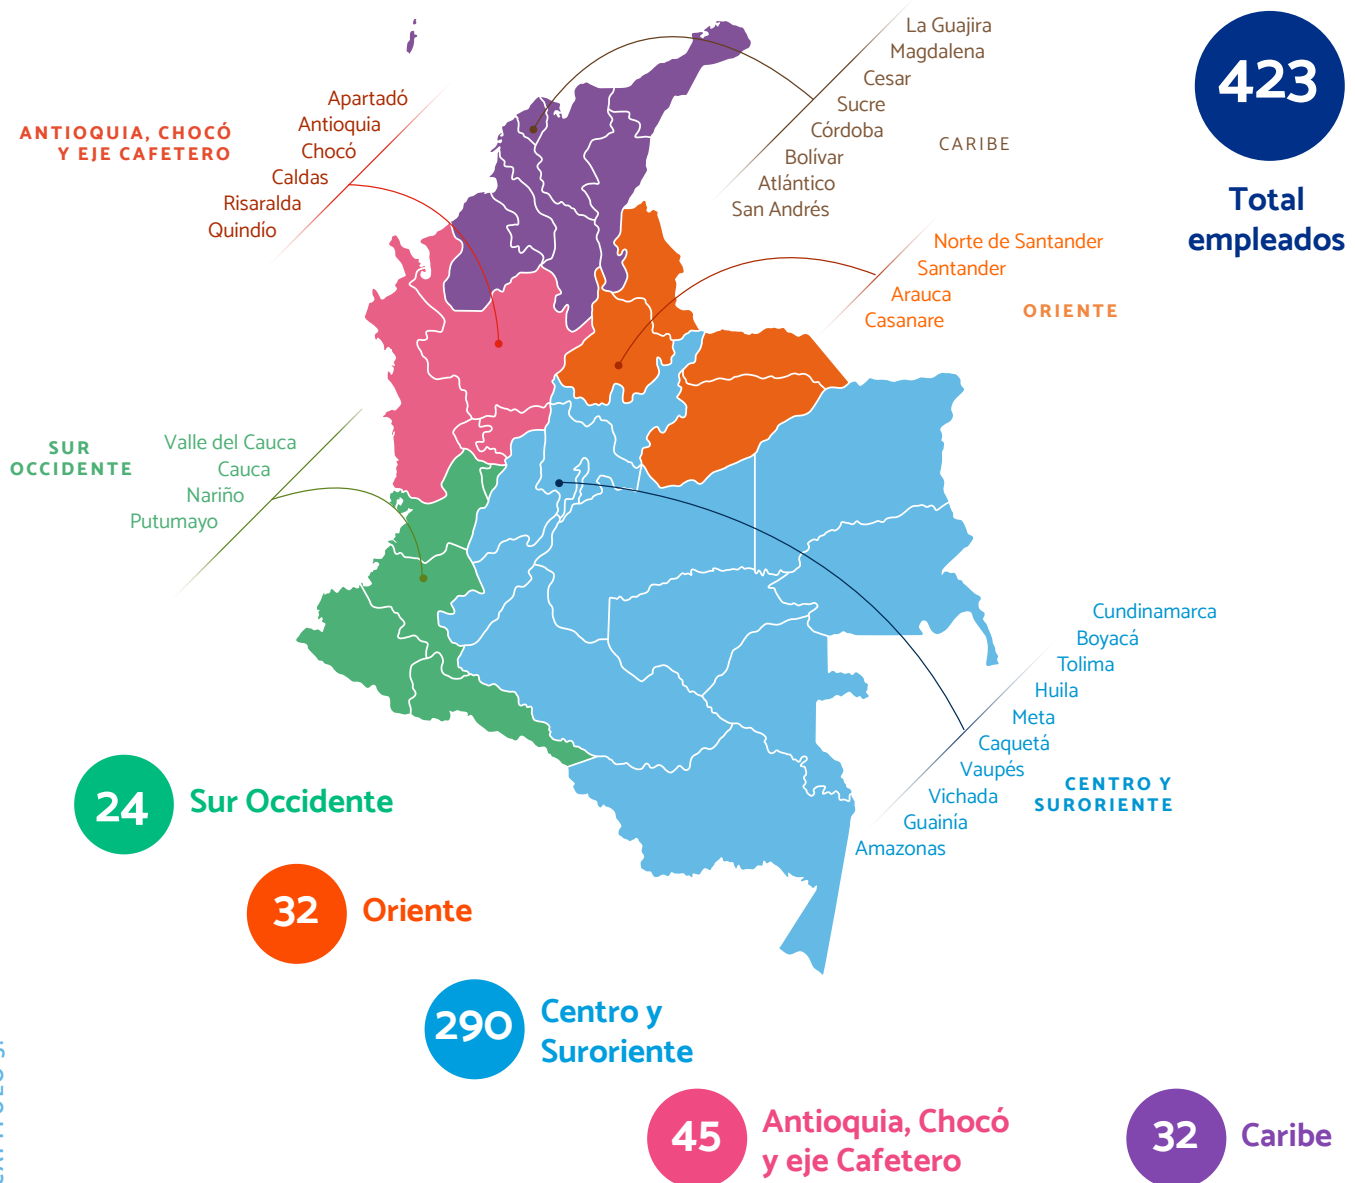 La Guajira
Magdalena
Cesar
Sucre
Córdoba
Bolívar
Atlántico
San Andrés
CARIBE
423
Total
empleados
ANTIOQUIA, CHOCÓ
Y EJE CAFETERO
Apartadó
Antioquia
Chocó
Caldas
Risaralda
Quindío
Norte de Santander
Santander
Arauca
Casanare
ORIENTE
SUR
OCCIDENTE
Valle del Cauca
Cauca
Nariño
Putumayo
Cundinamarca
Boyacá
Tolima
Huila
Meta
Caquetá
Vaupés
Vichada
Guainía
Amazonas
CENTRO Y
SURORIENTE
24
Sur Occidente
32
Oriente
290
Centro y
Suroriente
45
Antioquia, Chocó
y eje Cafetero
32
Caribe